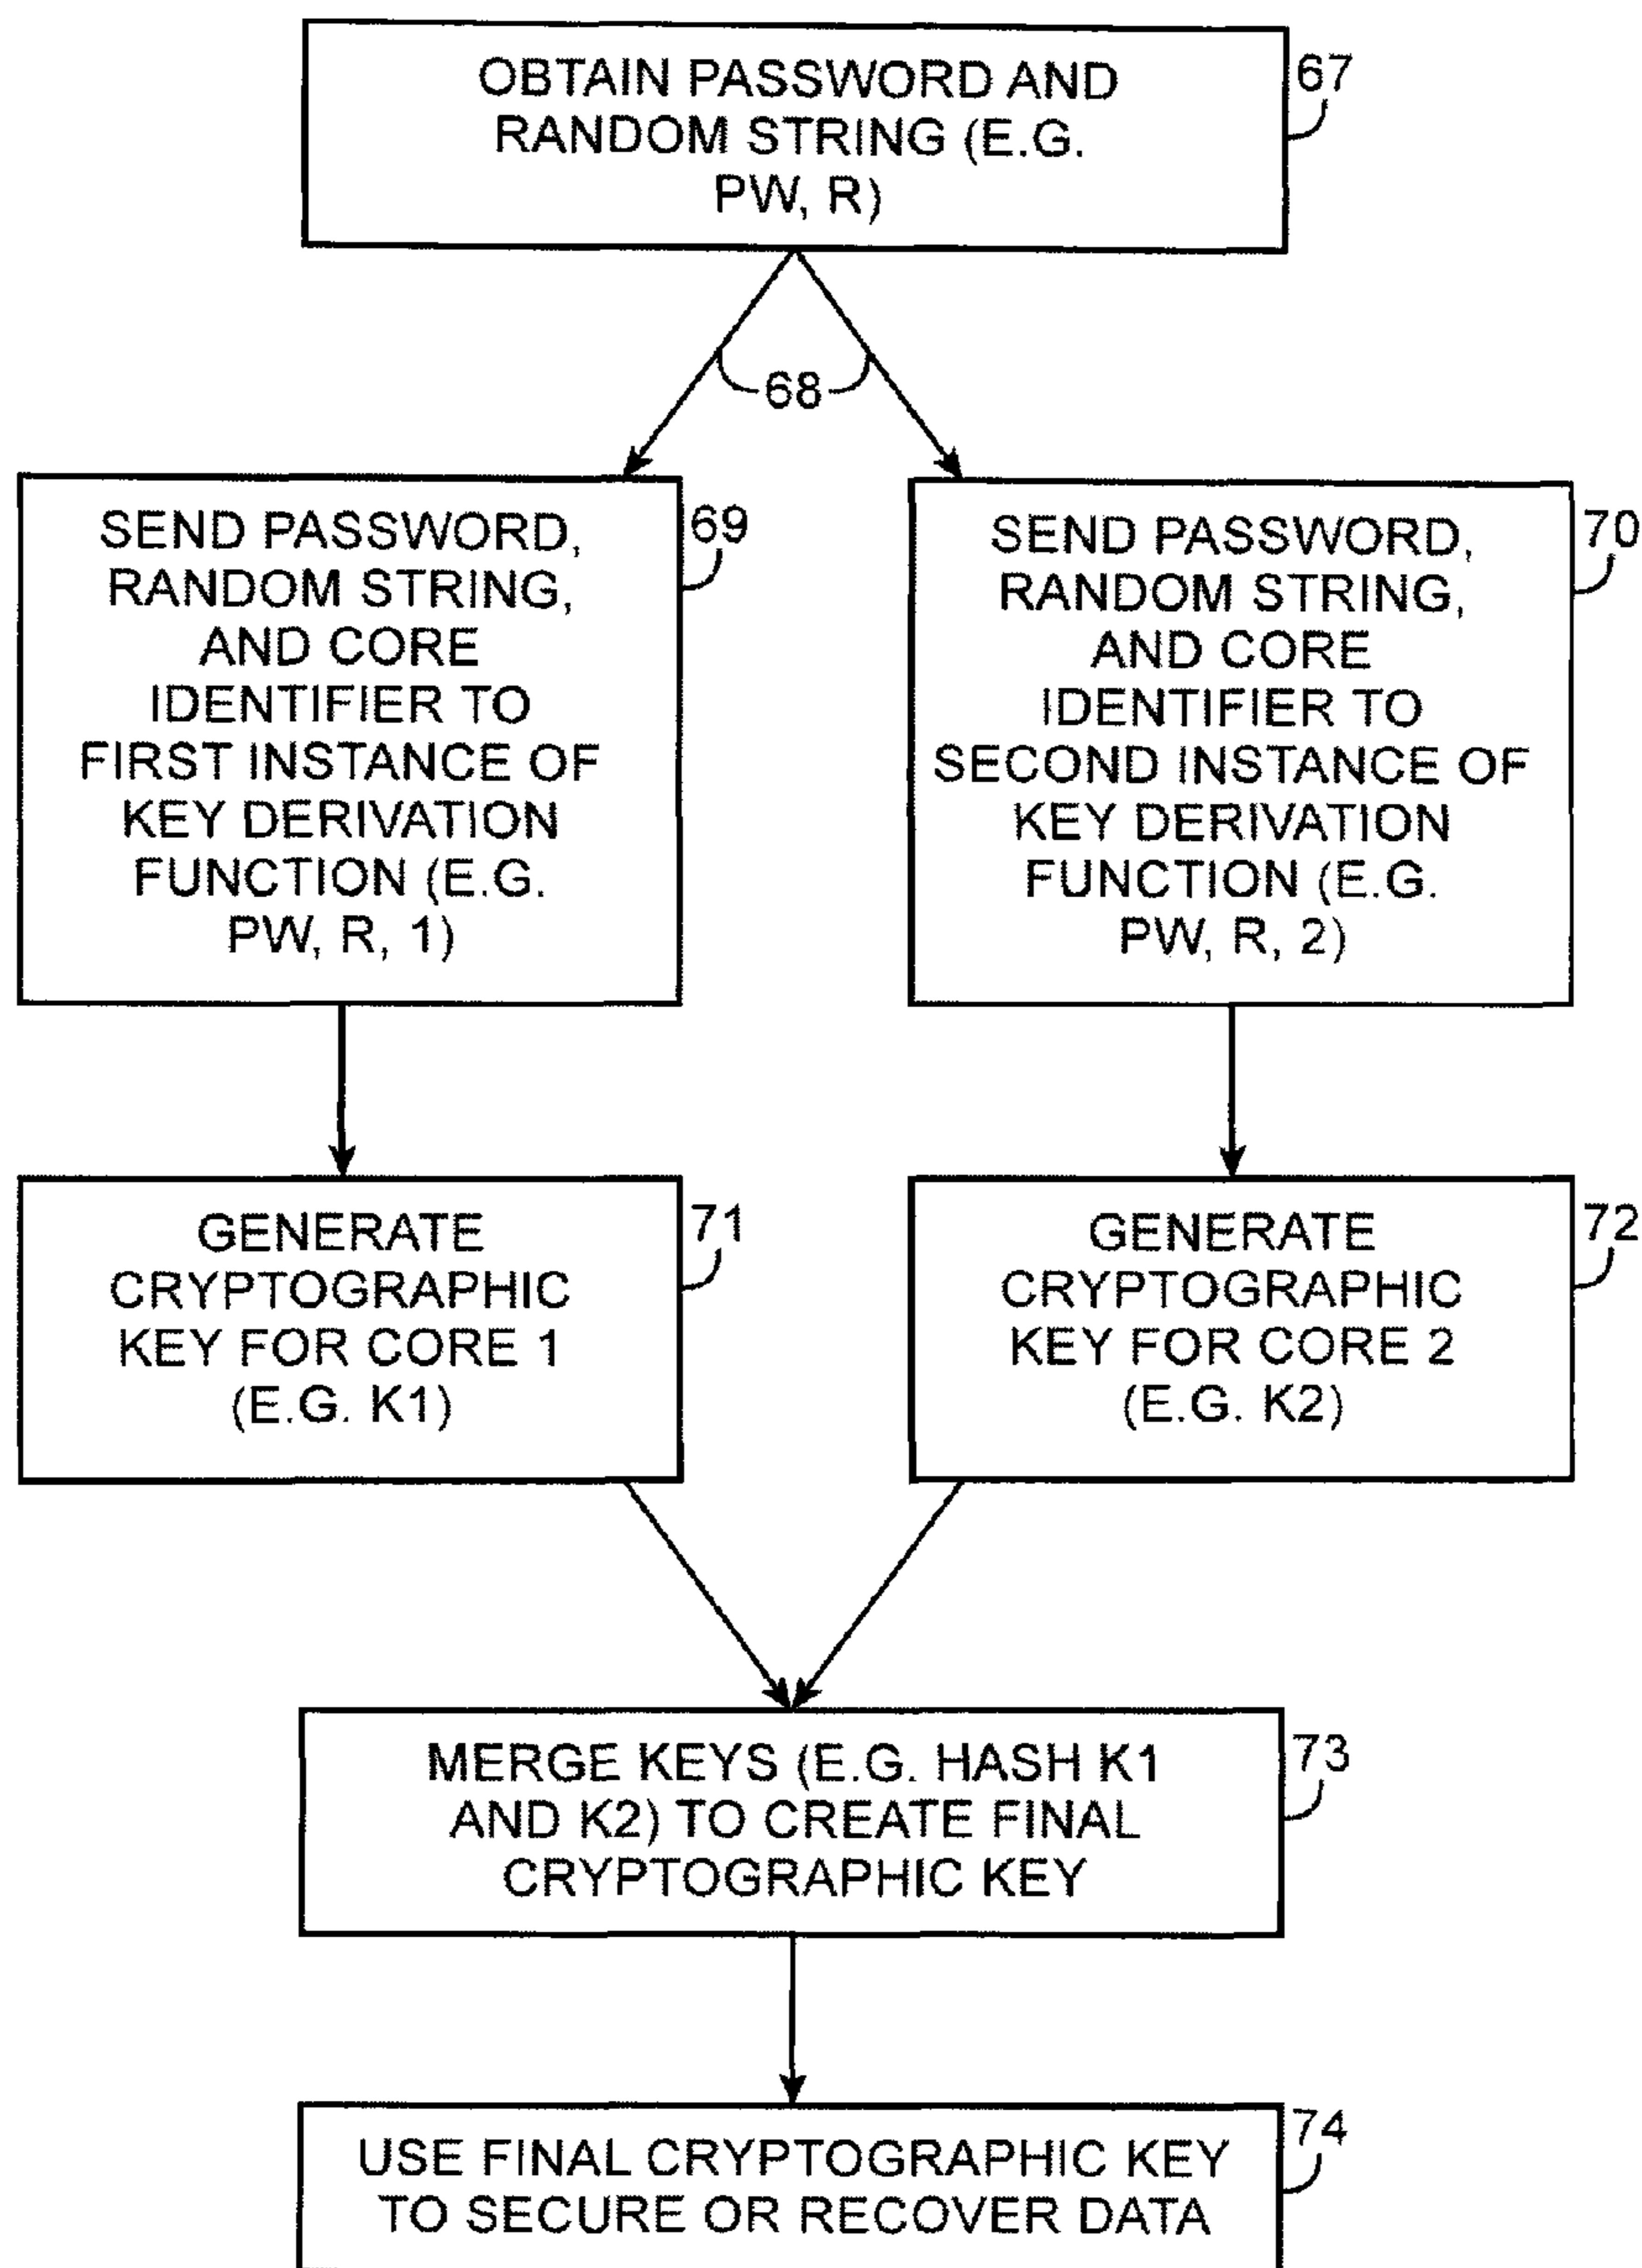 OBTAIN PASSWORD AND
RANDOM STRING (E.G.
PW, R)
67
68
SEND PASSWORD,
RANDOM STRING,
AND CORE
IDENTIFIER TO
FIRST INSTANCE OF
KEY DERIVATION
FUNCTION (E.G.
PW, R, 1)
69
SEND PASSWORD,
RANDOM STRING,
AND CORE
IDENTIFIER TO
SECOND INSTANCE OF
KEY DERIVATION
FUNCTION (E.G.
PW, R, 2)
70
GENERATE
CRYPTOGRAPHIC
KEY FOR CORE 1
(E.G. K1)
71
GENERATE
CRYPTOGRAPHIC
KEY FOR CORE 2
(E.G. K2)
72
MERGE KEYS (E.G. HASH K1
AND K2) TO CREATE FINAL
CRYPTOGRAPHIC KEY
73
USE FINAL CRYPTOGRAPHIC KEY
TO SECURE OR RECOVER DATA
74